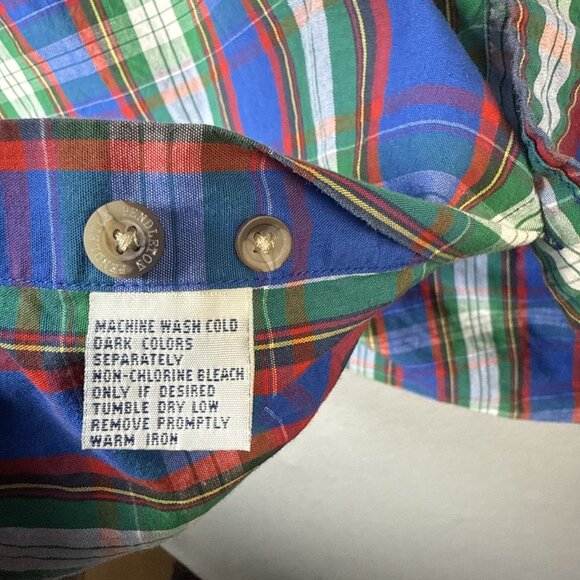 PENDLETON
PENDLETON
MACHINE WASH COLD
DARK COLORS
SEPARATELY
NON-CHLORINE BLEACH
ONLY IF DESIRED
TUMBLE DRY LOW
REMOVE PROMPTLY
WARM IRON